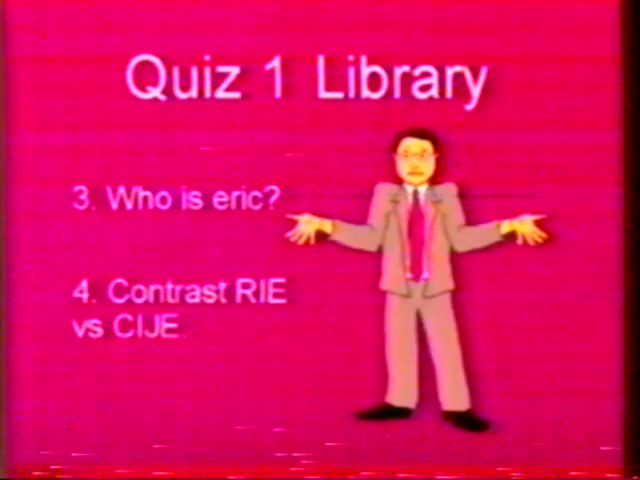 Quiz 1 Library
3. Who is eric?
4. Contrast RIE
vs CIJE.